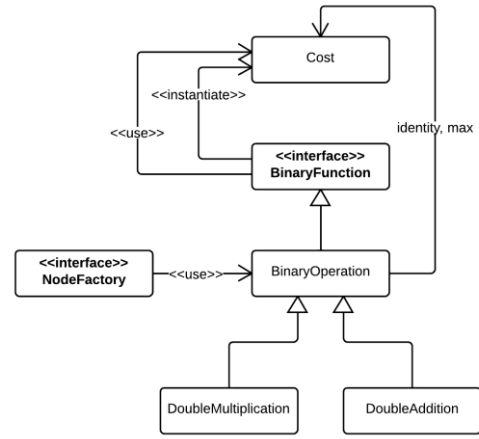 Cost
<<instantiate>>
<<use>>
identity, max
<<interface>>
BinaryFunction
<<interface>>
NodeFactory
<<use>>
BinaryOperation
DoubleMultiplication
DoubleAddition